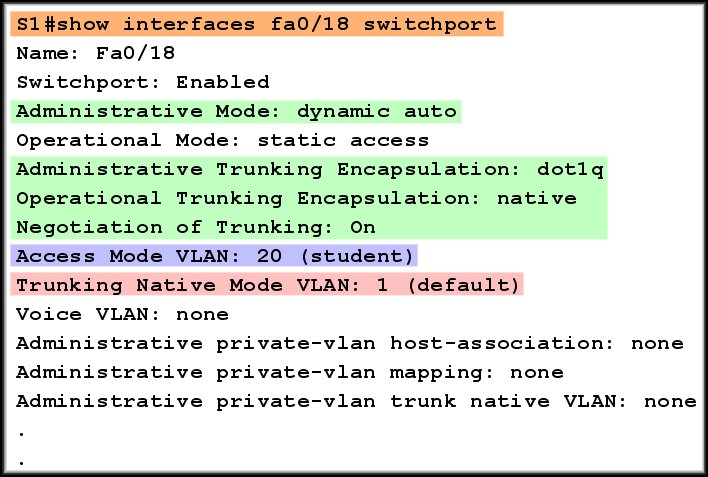 S1#show interfaces fa0/18 switchport
Name: Fa0/18
Switchport: Enabled
Administrative Mode: dynamic auto
Operational Mode: static access
Administrative Trunking Encapsulation: dot1q
Operational Trunking Encapsulation: native
Negotiation of Trunking: On
Access Mode VLAN: 20 (student)
Trunking Native Mode VLAN: 1 (default)
Voice VLAN: none
Administrative private-vlan host-association: none
Administrative private-vlan mapping: none
Administrative private-vlan trunk native VLAN: none
.
.